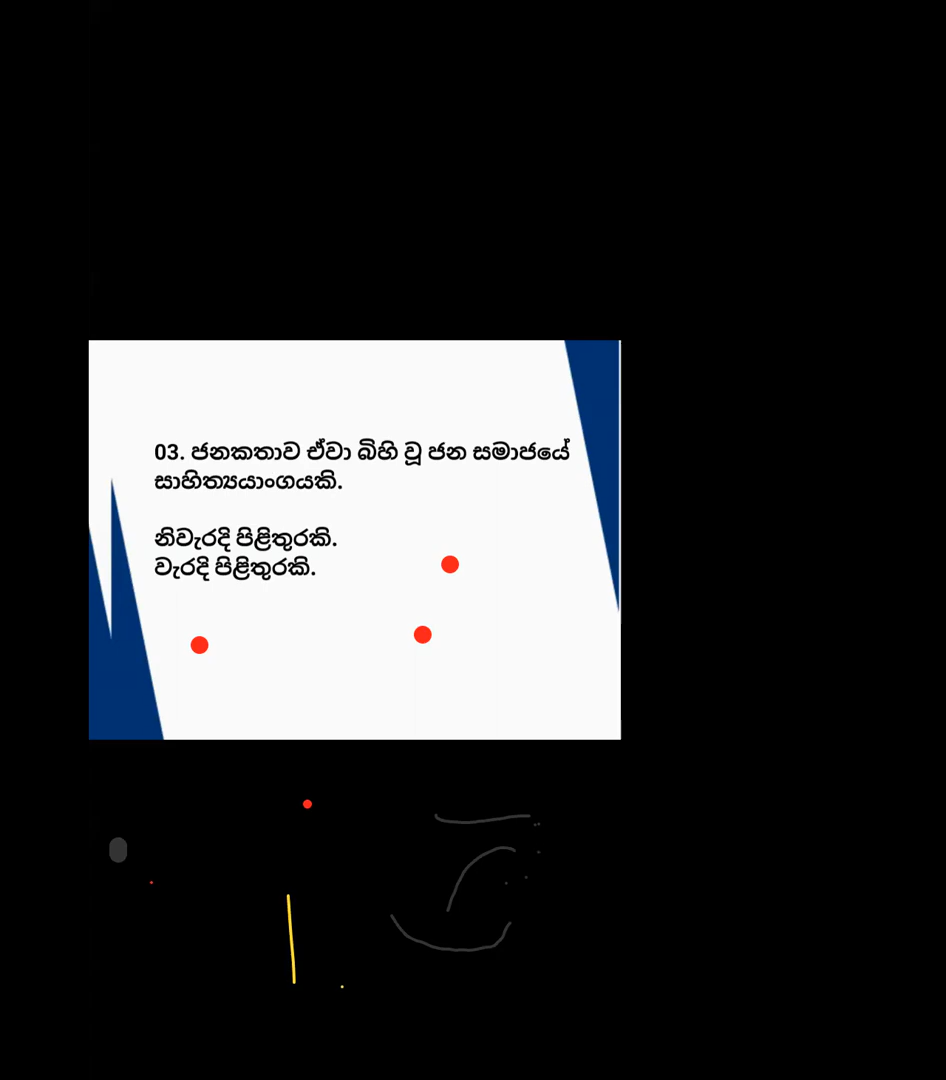 03. ජනකතාව ඒවා බිහි වූ ජන සමාජයේ
සාහිත්‍යයාංගයකි.
නිවැරදි පිළිතුරකි.
වැරදි පිළිතුරකි.